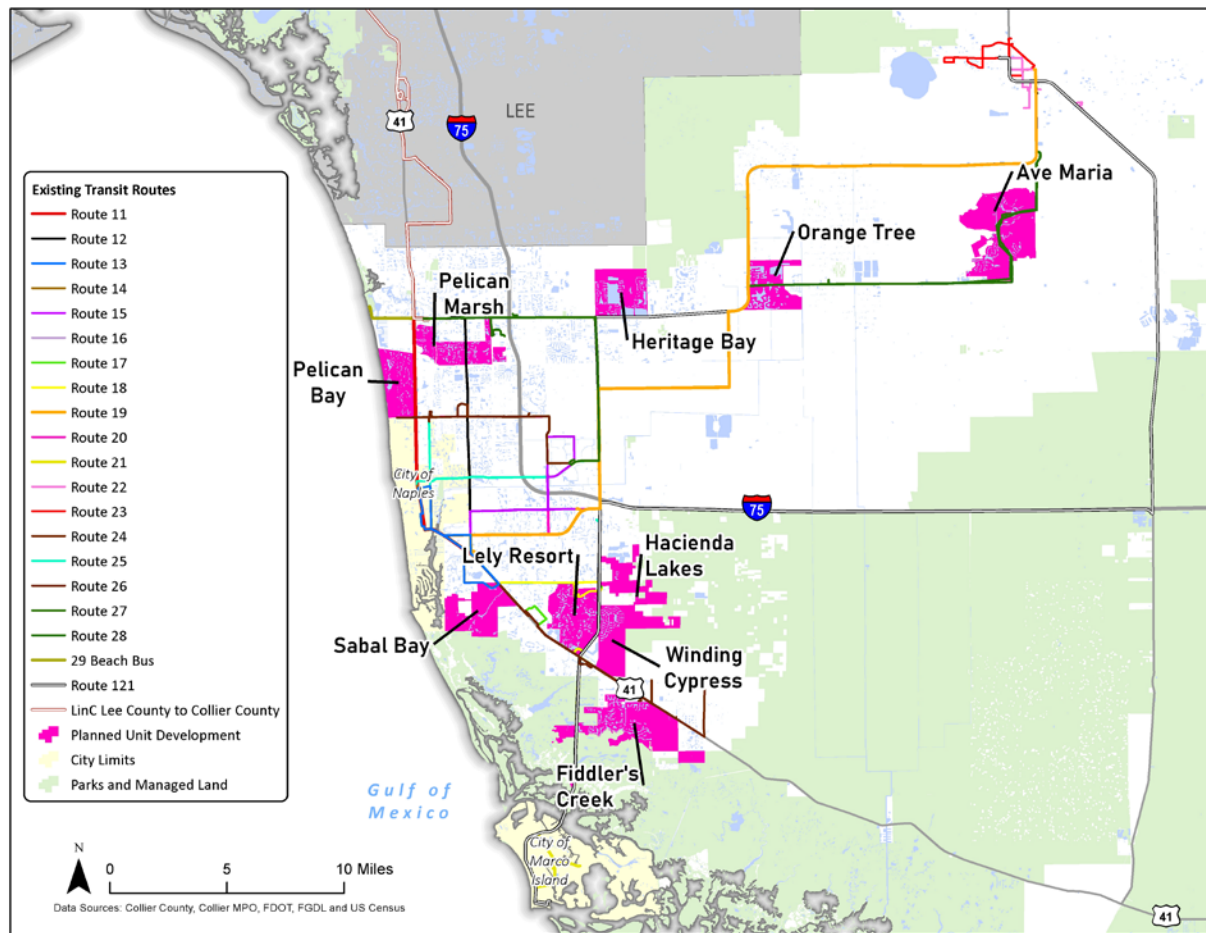 41
75
LEE
Ave Maria
Orange Tree
Pelican
Marsh
Heritage Bay
Pelican
Bay
City of
Naples
75
Lely Resort
Hacienda
Lakes
Sabal Bay
Winding
Cypress
41
Fiddler's
Creek
Gulf of
Mexico
City of
Marco
Island
41
Existing Transit Routes
Route 11
Route 12
Route 13
Route 14
Route 15
Route 16
Route 17
Route 18
Route 19
Route 20
Route 21
Route 22
Route 23
Route 24
Route 25
Route 26
Route 27
Route 28
29 Beach Bus
Route 121
LinC Lee County to Collier County
Planned Unit Development
City Limits
Parks and Managed Land
N
0 5 10 Miles
Data Sources: Collier County, Collier MPO, FDOT, FGDL and US Census